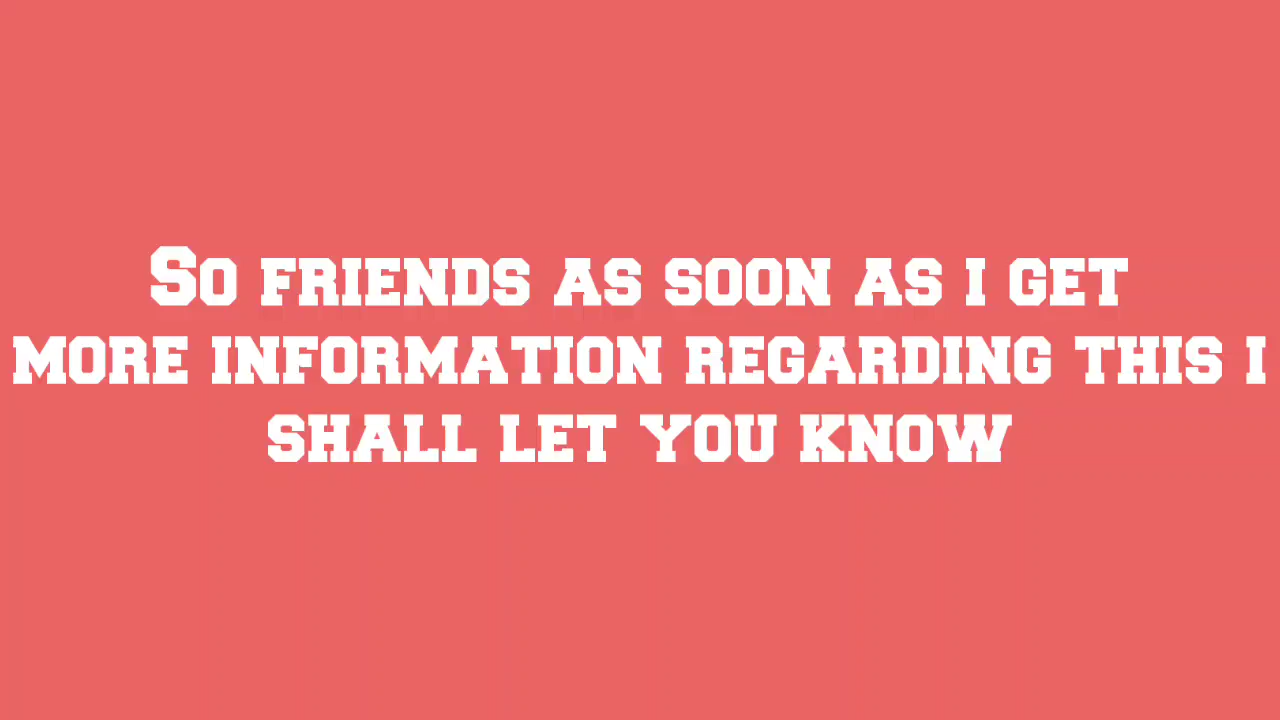 So friends as soon as i get
more information regarding this i
shall let you know